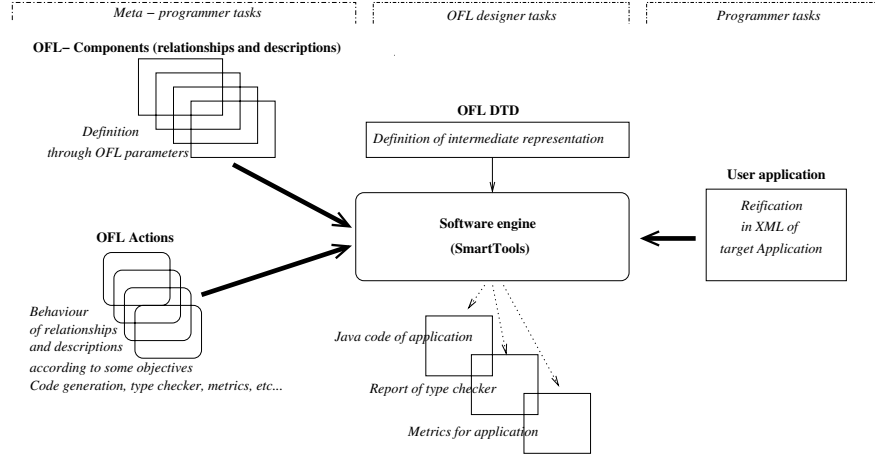 Meta – programmer tasks
OFL designer tasks
Programmer tasks
OFL– Components (relationships and descriptions)
Definition
through OFL parameters
OFL DTD
Definition of intermediate representation
User application
Reification
in XML of
target Application
Software engine
(SmartTools)
OFL Actions
Behaviour
of relationships
and descriptions
according to some objectives
Code generation, type checker, metrics, etc...
Java code of application
Report of type checker
Metrics for application